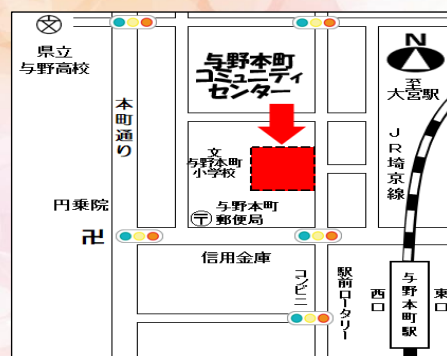 県立
与野高校
本町通り
与野本町
コミュニティ
センター
N
至
大宮駅
JR埼京線
文
与野本町
小学校
円乗院
卍
〒
与野本町
郵便局
信用金庫
コンビニ
駅前ロータリー
西口
与野本町駅
東口